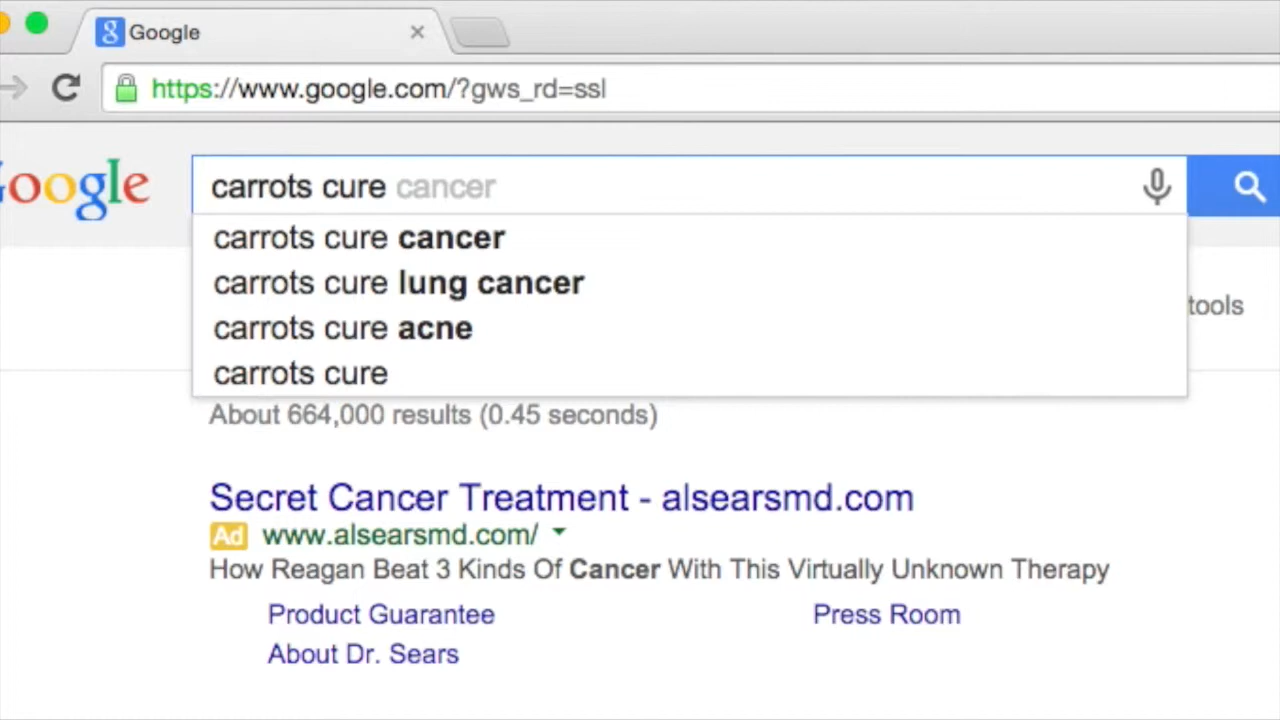 Google
https://www.google.com/?gws_rd=ssl
Google
carrots cure cancer
carrots cure cancer
carrots cure lung cancer
carrots cure acne
carrots cure
tools
About 664,000 results (0.45 seconds)
Secret Cancer Treatment - alsearsmd.com
Ad www.alsearsmd.com/
How Reagan Beat 3 Kinds Of Cancer With This Virtually Unknown Therapy
Product Guarantee
Press Room
About Dr. Sears